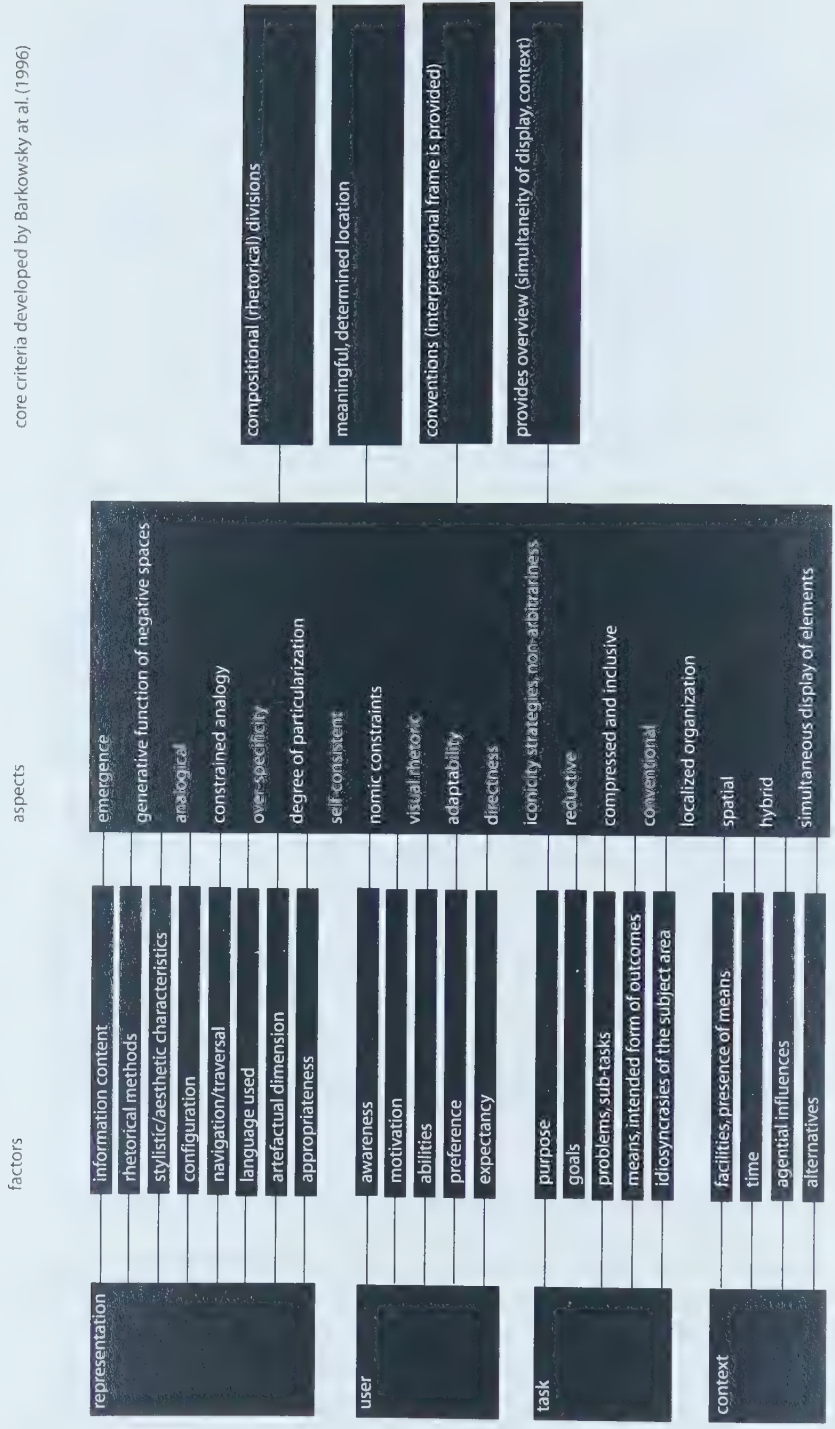 factors
aspects
core criteria developed by Barkowsky at al. (1996)
representation
information content
rhetorical methods
stylistic/aesthetic characteristics
configuration
navigation/traversal
language used
artefactual dimension
appropriateness
user
awareness
motivation
abilities
preference
expectancy
task
purpose
goals
problems, sub-tasks
means, intended form of outcomes
idiosyncrasies of the subject area
context
facilities, presence of means
time
agential influences
alternatives
emergence
generative function of negative spaces
analogical
constrained analogy
over-specificity
degree of particularization
self-consistent
nomic constraints
visual rhetoric
adaptability
directness
iconicity strategies, non-arbitrariness
reductive
compressed and inclusive
conventional
localized organization
spatial
hybrid
simultaneous display of elements
compositional (rhetorical) divisions
meaningful, determined location
conventions (interpretational frame is provided)
provides overview (simultaneity of display, context)